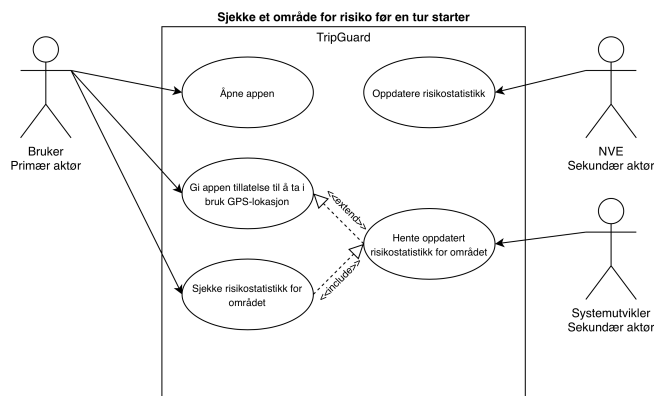 Sjekke et område for risiko før en tur starter
TripGuard
Åpne appen
Oppdatere risikostatistikk
Bruker
Primær aktør
NVE
Sekundær aktør
Gi appen tillatelse til å ta i
bruk GPS-lokasjon
<<extend>>
Hente oppdatert
risikostatistikk for området
Sjekke risikostatistikk for
området
<<include>>
Systemutvikler
Sekundær aktør